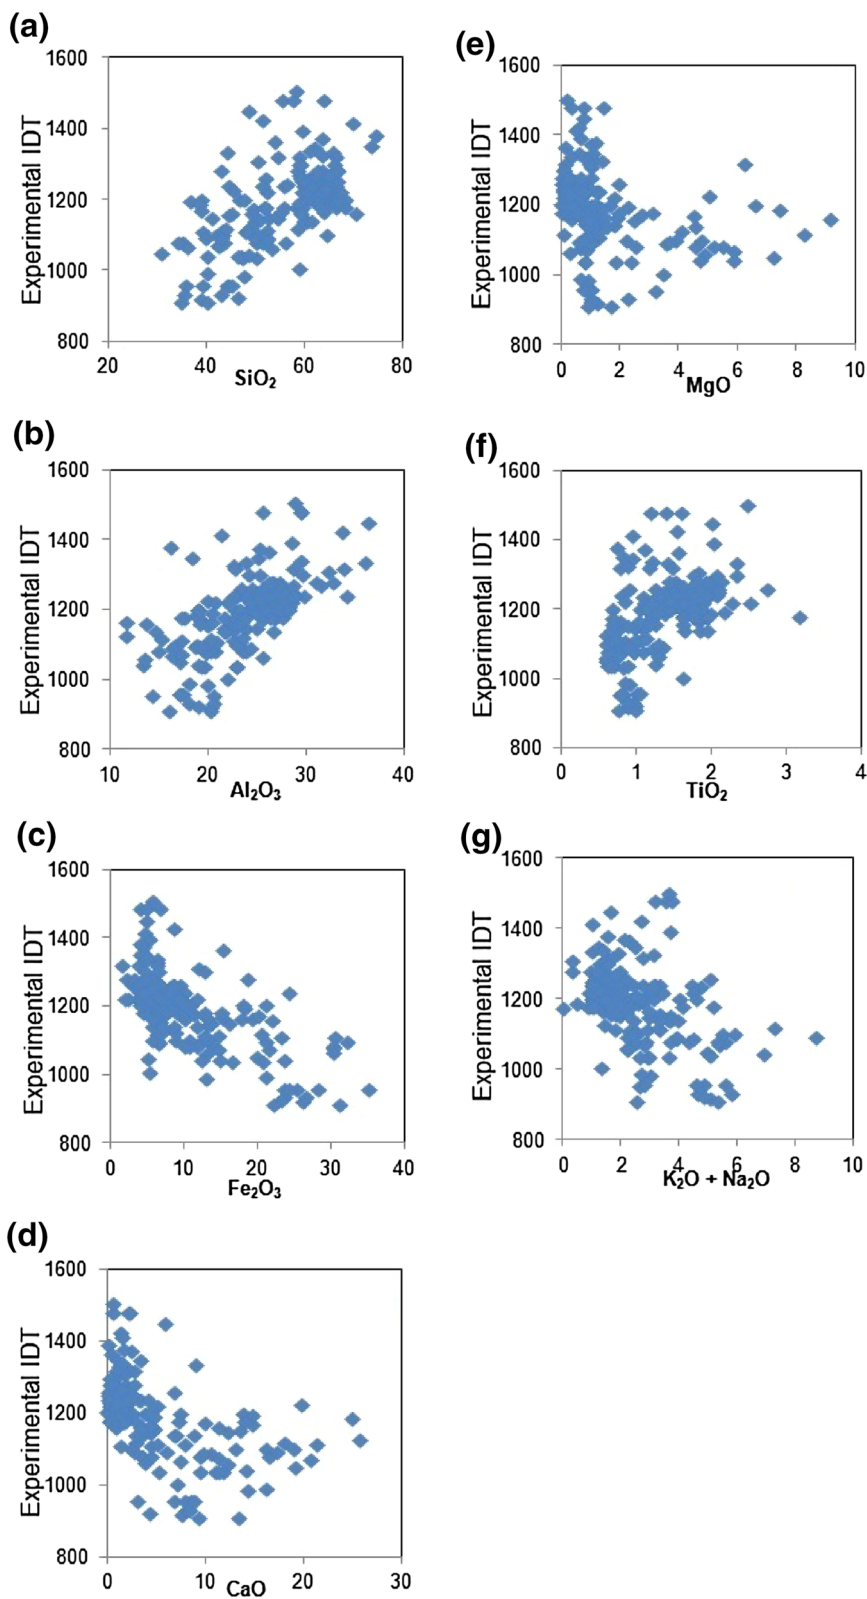 (a)
1600
1400
1200
1000
800
Experimental IDT
20 40 60 80
SiO₂
(b)
1600
1400
1200
1000
800
Experimental IDT
10 20 30 40
Al₂O₃
(c)
1600
1400
1200
1000
800
Experimental IDT
0 10 20 30 40
Fe₂O₃
(d)
1600
1400
1200
1000
800
Experimental IDT
0 10 20 30
CaO
(e)
1600
1400
1200
1000
800
Experimental IDT
0 2 4 6 8 10
MgO
(f)
1600
1400
1200
1000
800
Experimental IDT
0 1 2 3 4
TiO₂
(g)
1600
1400
1200
1000
800
Experimental IDT
0 2 4 6 8 10
K₂O + Na₂O